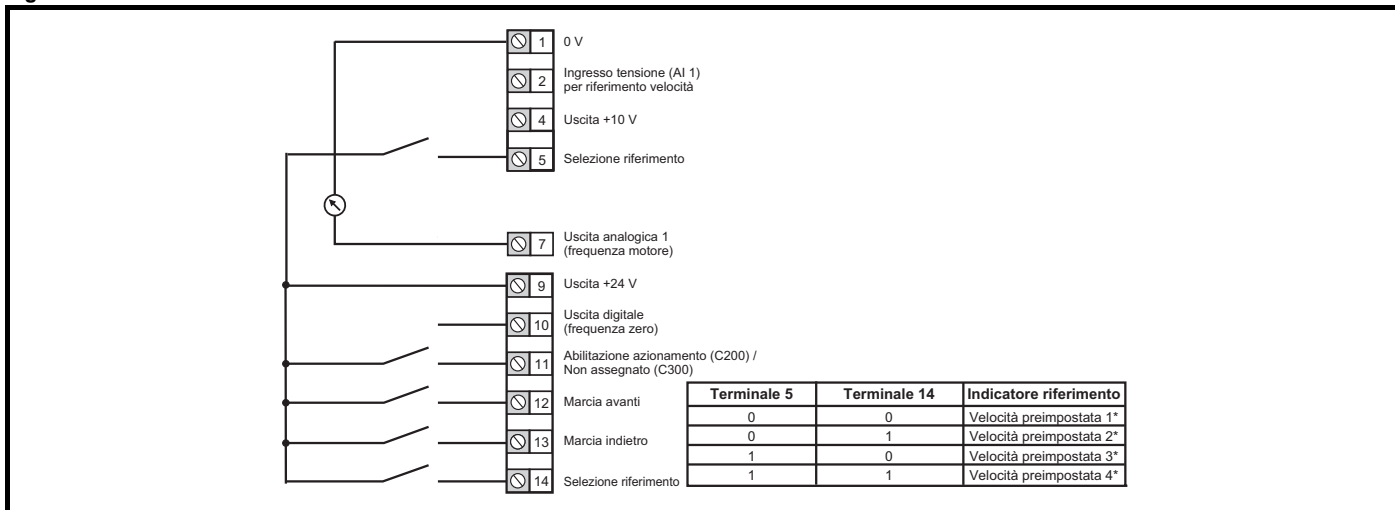 1 0 V
2 Ingresso tensione (AI 1)
per riferimento velocità
4 Uscita +10 V
5 Selezione riferimento
7 Uscita analogica 1
(frequenza motore)
9 Uscita +24 V
10 Uscita digitale
(frequenza zero)
11 Abilitazione azionamento (C200) /
Non assegnato (C300)
12 Marcia avanti
13 Marcia indietro
14 Selezione riferimento
Terminale 5 Terminale 14 Indicatore riferimento
0 0 Velocità preimpostata 1*
0 1 Velocità preimpostata 2*
1 0 Velocità preimpostata 3*
1 1 Velocità preimpostata 4*